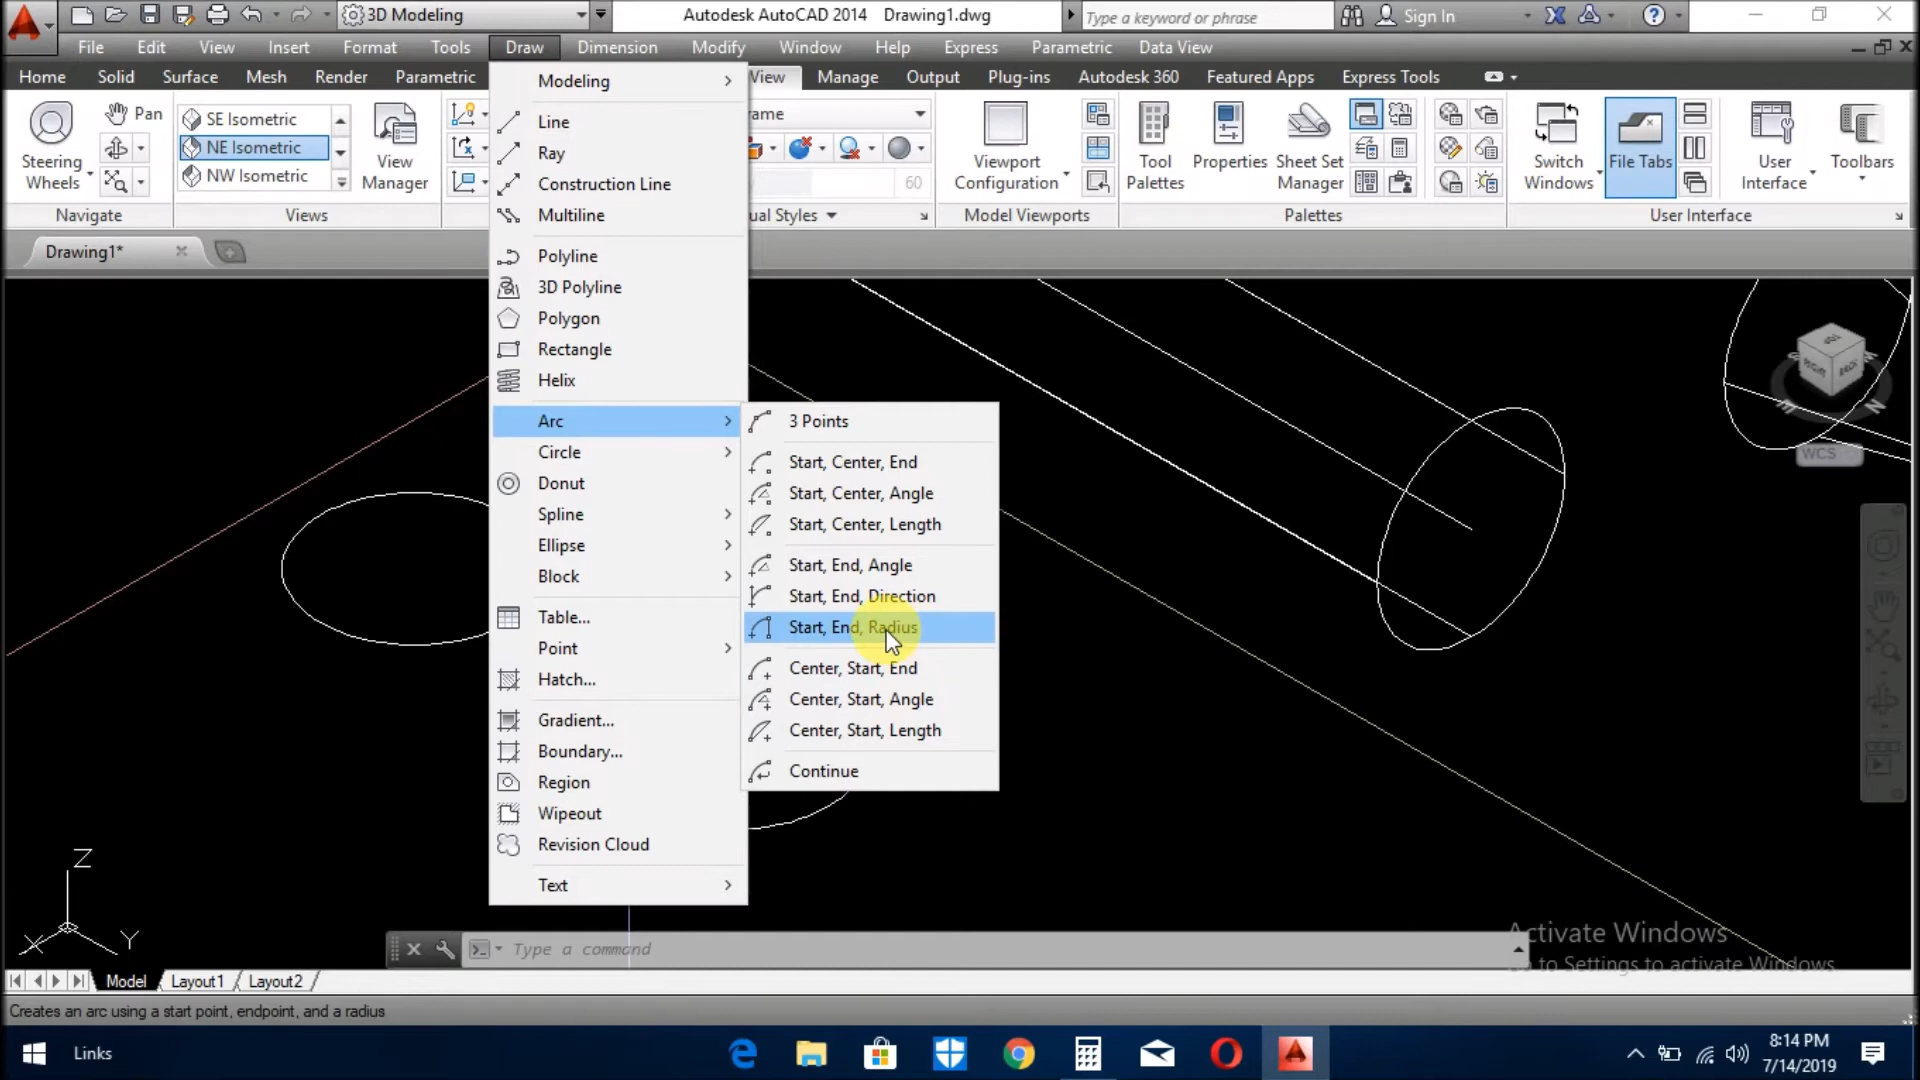 3D Modeling
Autodesk AutoCAD 2014 Drawing1.dwg
Type a keyword or phrase
Sign In
File Edit View Insert Format Tools Draw Dimension Modify Window Help Express Parametric Data View
Home Solid Surface Mesh Render Parametric View Manage Output Plug-ins Autodesk 360 Featured Apps Express Tools
Steering Wheels
Pan
Navigate
SE Isometric
NE Isometric
NW Isometric
View Manager
Views
ame
60
ual Styles
Viewport Configuration
Model Viewports
Tool Palettes
Properties
Sheet Set Manager
Palettes
Switch Windows
File Tabs
User Interface
Toolbars
User Interface
Drawing1*
Modeling
Line
Ray
Construction Line
Multiline
Polyline
3D Polyline
Polygon
Rectangle
Helix
Arc
Circle
Donut
Spline
Ellipse
Block
Table...
Point
Hatch...
Gradient...
Boundary...
Region
Wipeout
Revision Cloud
Text
3 Points
Start, Center, End
Start, Center, Angle
Start, Center, Length
Start, End, Angle
Start, End, Direction
Start, End, Radius
Center, Start, End
Center, Start, Angle
Center, Start, Length
Continue
WCS
N
Z
X
Y
Type a command
Activate Windows
to Settings to activate Windows.
Model Layout1 Layout2
Creates an arc using a start point, endpoint, and a radius
Links
8:14 PM
7/14/2019